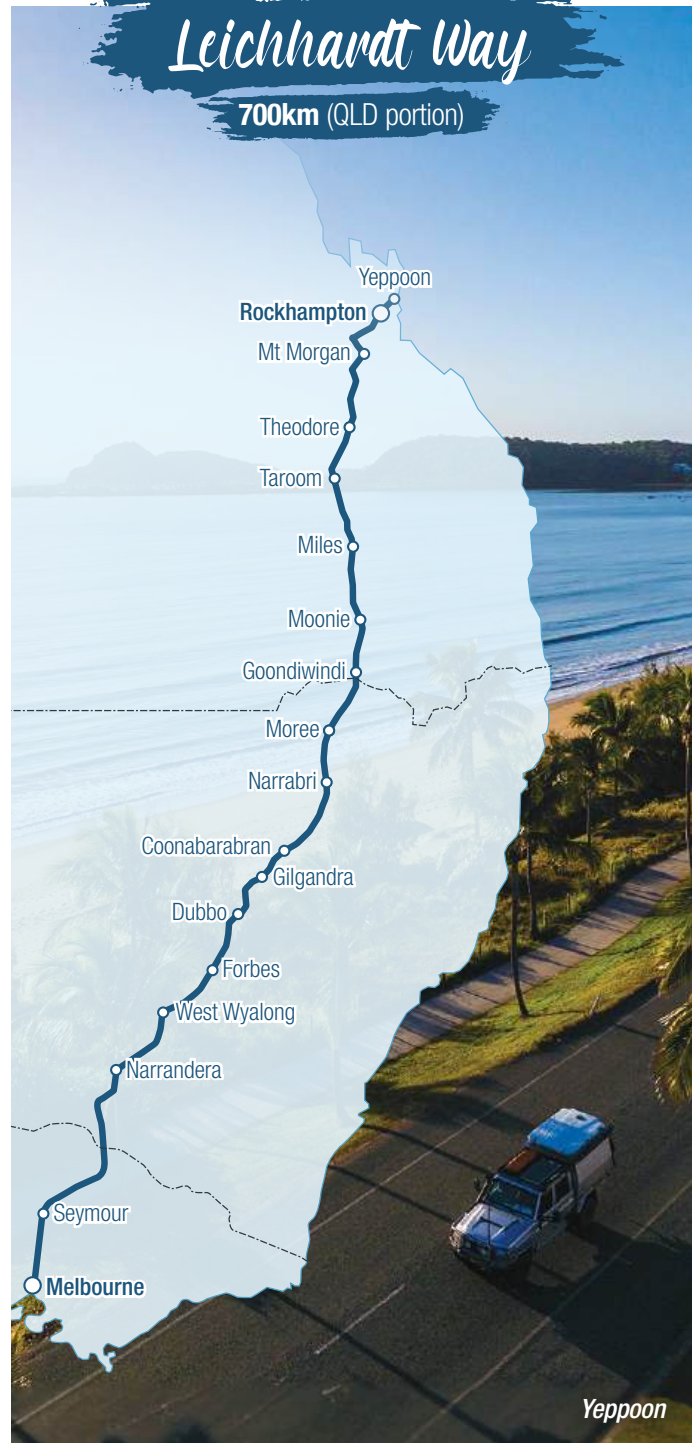 Leichhardt Way
700km (QLD portion)
Yeppoon
Rockhampton
Mt Morgan
Theodore
Taroom
Miles
Moonie
Goondiwindi
Moree
Narrabri
Coonabarabran
Gilgandra
Dubbo
Forbes
West Wyalong
Narrandera
Seymour
Melbourne
Yeppoon